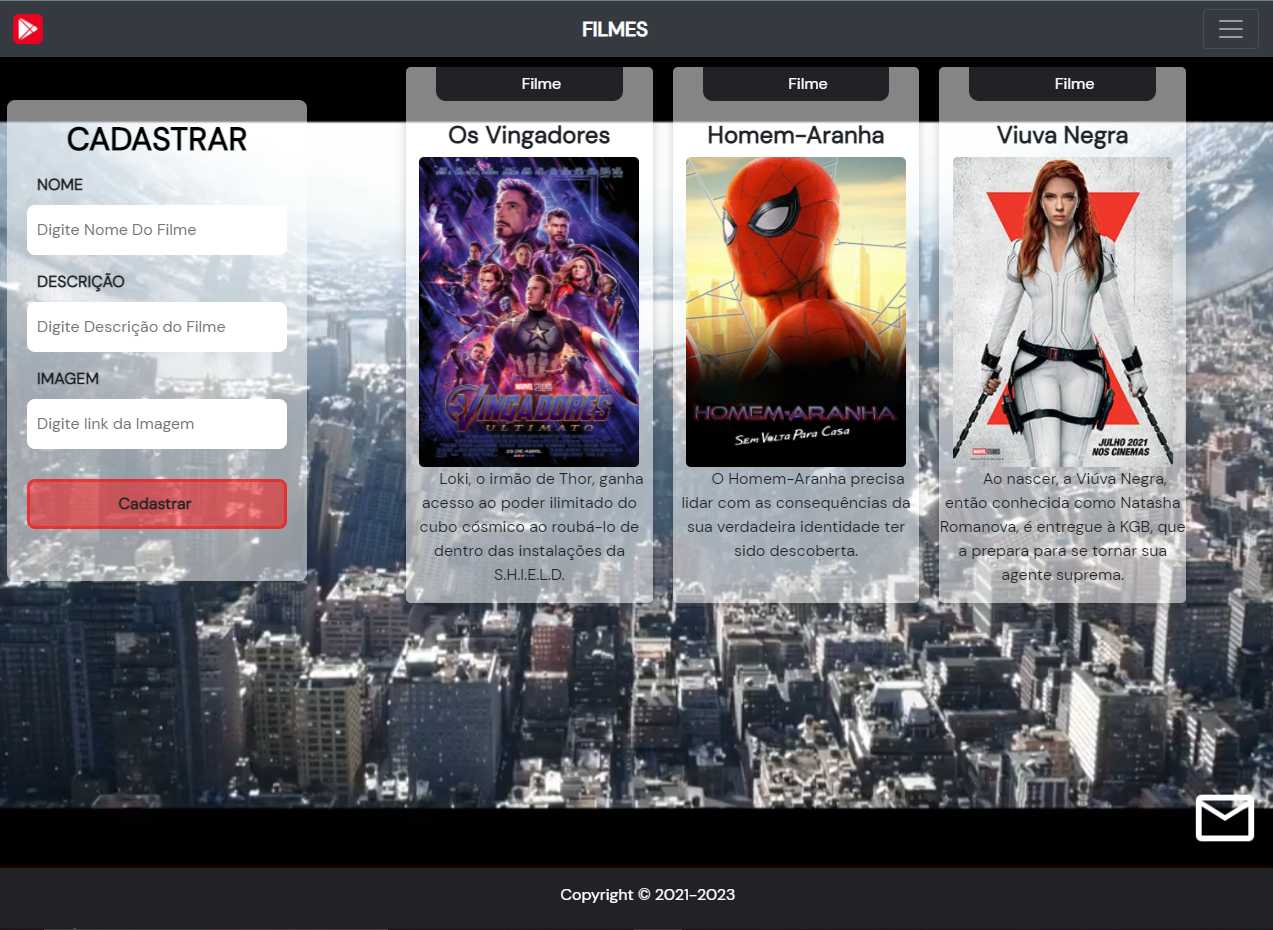 FILMES
CADASTRAR
NOME
Digite Nome Do Filme
DESCRIÇÃO
Digite Descrição do Filme
IMAGEM
Digite link da Imagem
Cadastrar
Filme
Os Vingadores
MARVEL STUDIOS
VINGADORES
ULTIMATO
25 DE ABRIL
Loki, o irmão de Thor, ganha
acesso ao poder ilimitado do
cubo cósmico ao roubá-lo de
dentro das instalações da
S.H.I.E.L.D.
Filme
Homem-Aranha
HOMEM-ARANHA
SEM VOLTA PARA CASA
O Homem-Aranha precisa
lidar com as consequências da
sua verdadeira identidade ter
sido descoberta.
Filme
Viuva Negra
MARVEL STUDIOS
JULHO 2021
NOS CINEMAS
Ao nascer, a Viúva Negra,
então conhecida como Natasha
Romanova, é entregue à KGB, que
a prepara para se tornar sua
agente suprema.
Copyright © 2021-2023